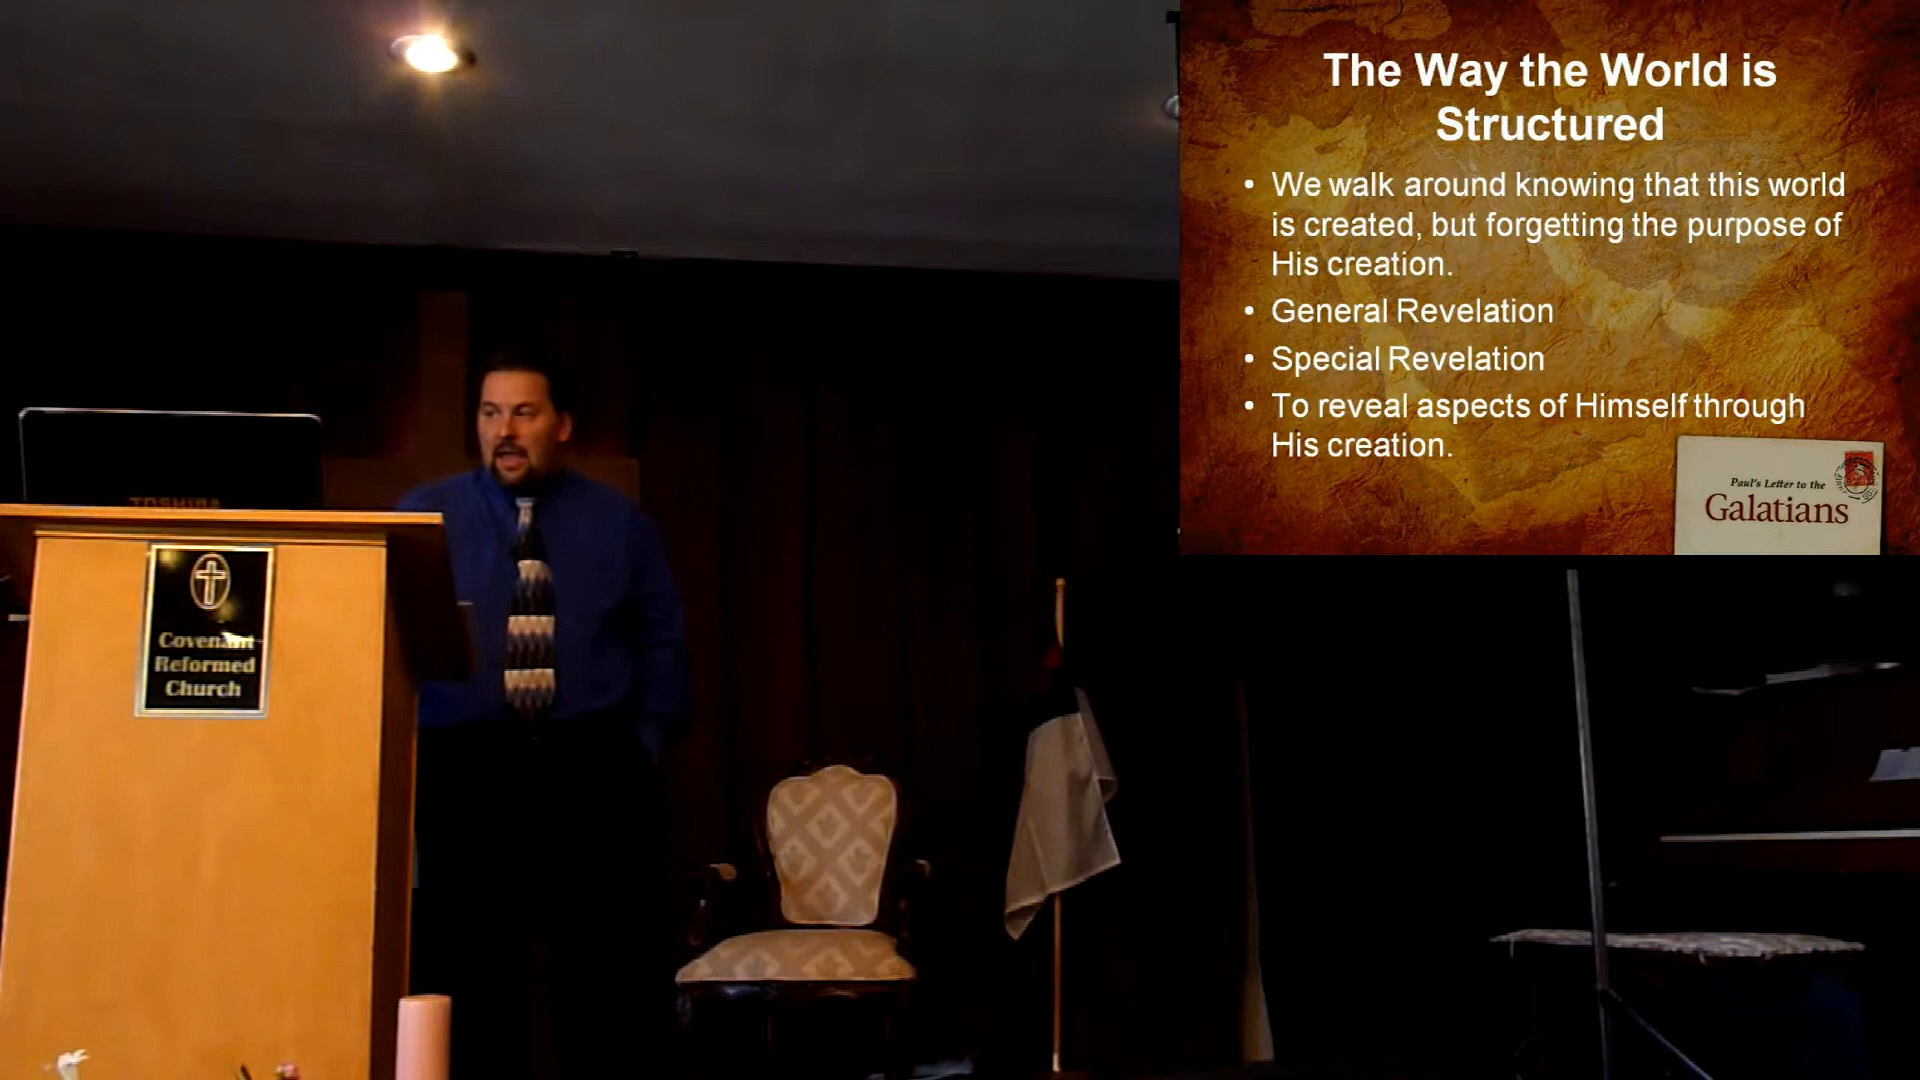 The Way the World is
Structured
• We walk around knowing that this world
is created, but forgetting the purpose of
His creation.
• General Revelation
• Special Revelation
• To reveal aspects of Himself through
His creation.
Paul's Letter to the
Galatians
TOSHIBA
Covenant
Reformed
Church